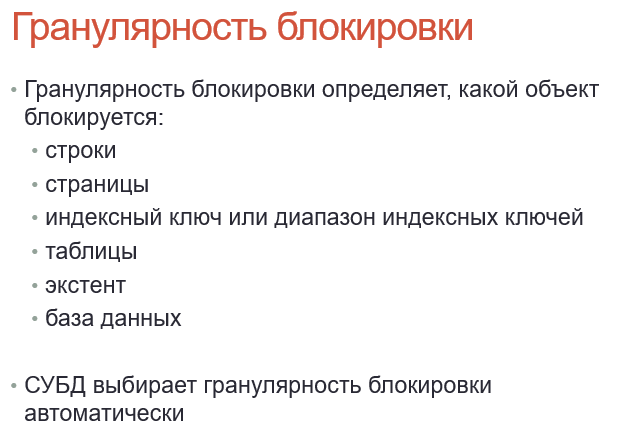 Гранулярность блокировки
• Гранулярность блокировки определяет, какой объект
блокируется:
• строки
• страницы
• индексный ключ или диапазон индексных ключей
• таблицы
• экстент
• база данных
• СУБД выбирает гранулярность блокировки
автоматически